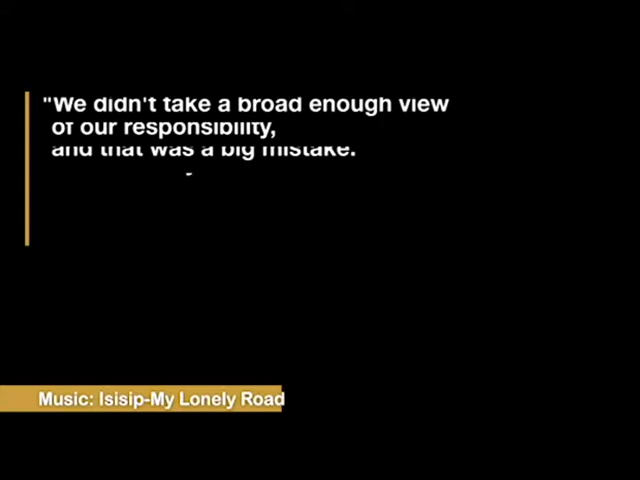 "We didn't take a broad enough view
of our responsibility,
and that was a big mistake.
Music: Isisip-My Lonely Road